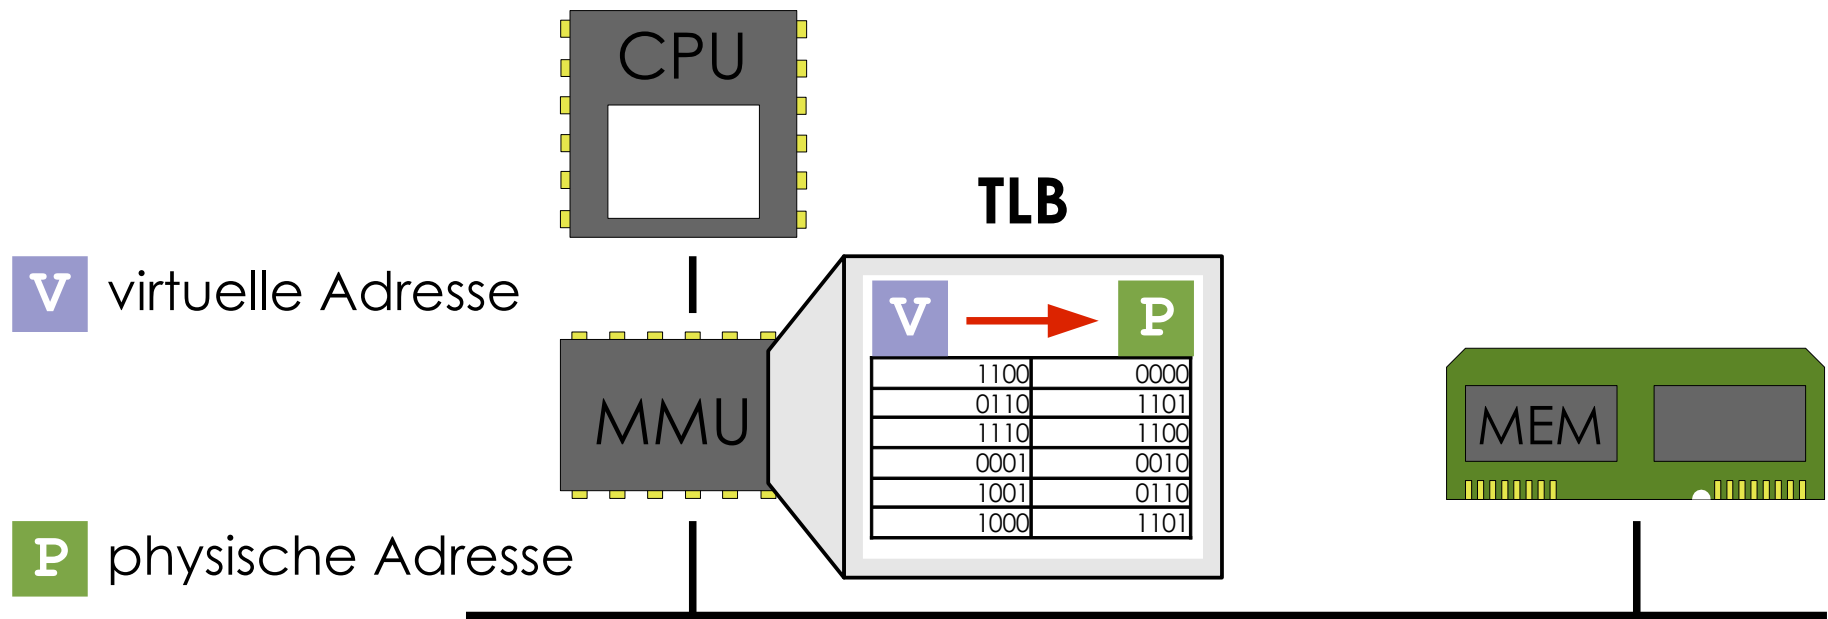 CPU
TLB
V virtuelle Adresse
V P
1100 0000
0110 1101
1110 1100
0001 0010
1001 0110
1000 1101
MMU
MEM
P physische Adresse